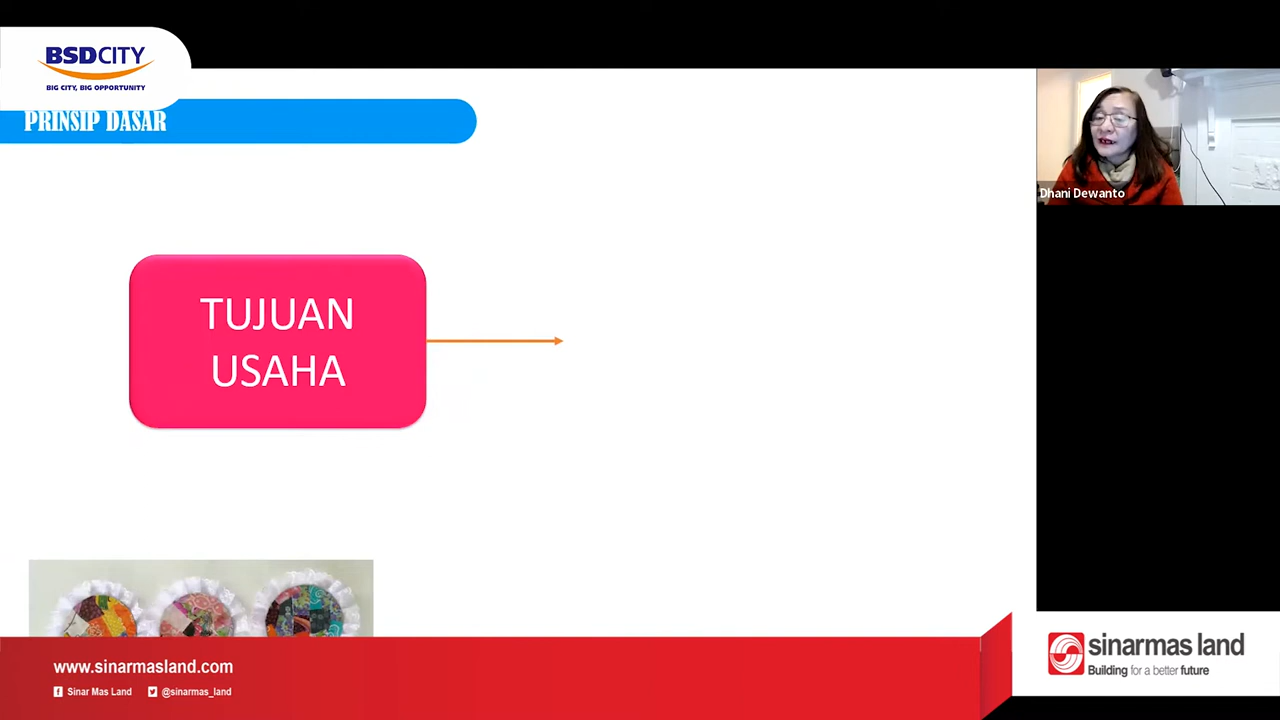 BSDCITY
BIG CITY, BIG OPPORTUNITY
PRINSIP DASAR
Dhani Dewanto
TUJUAN
USAHA
www.sinarmasland.com
Sinar Mas Land
@sinarmas_land
sinarmas land
Building for a better future